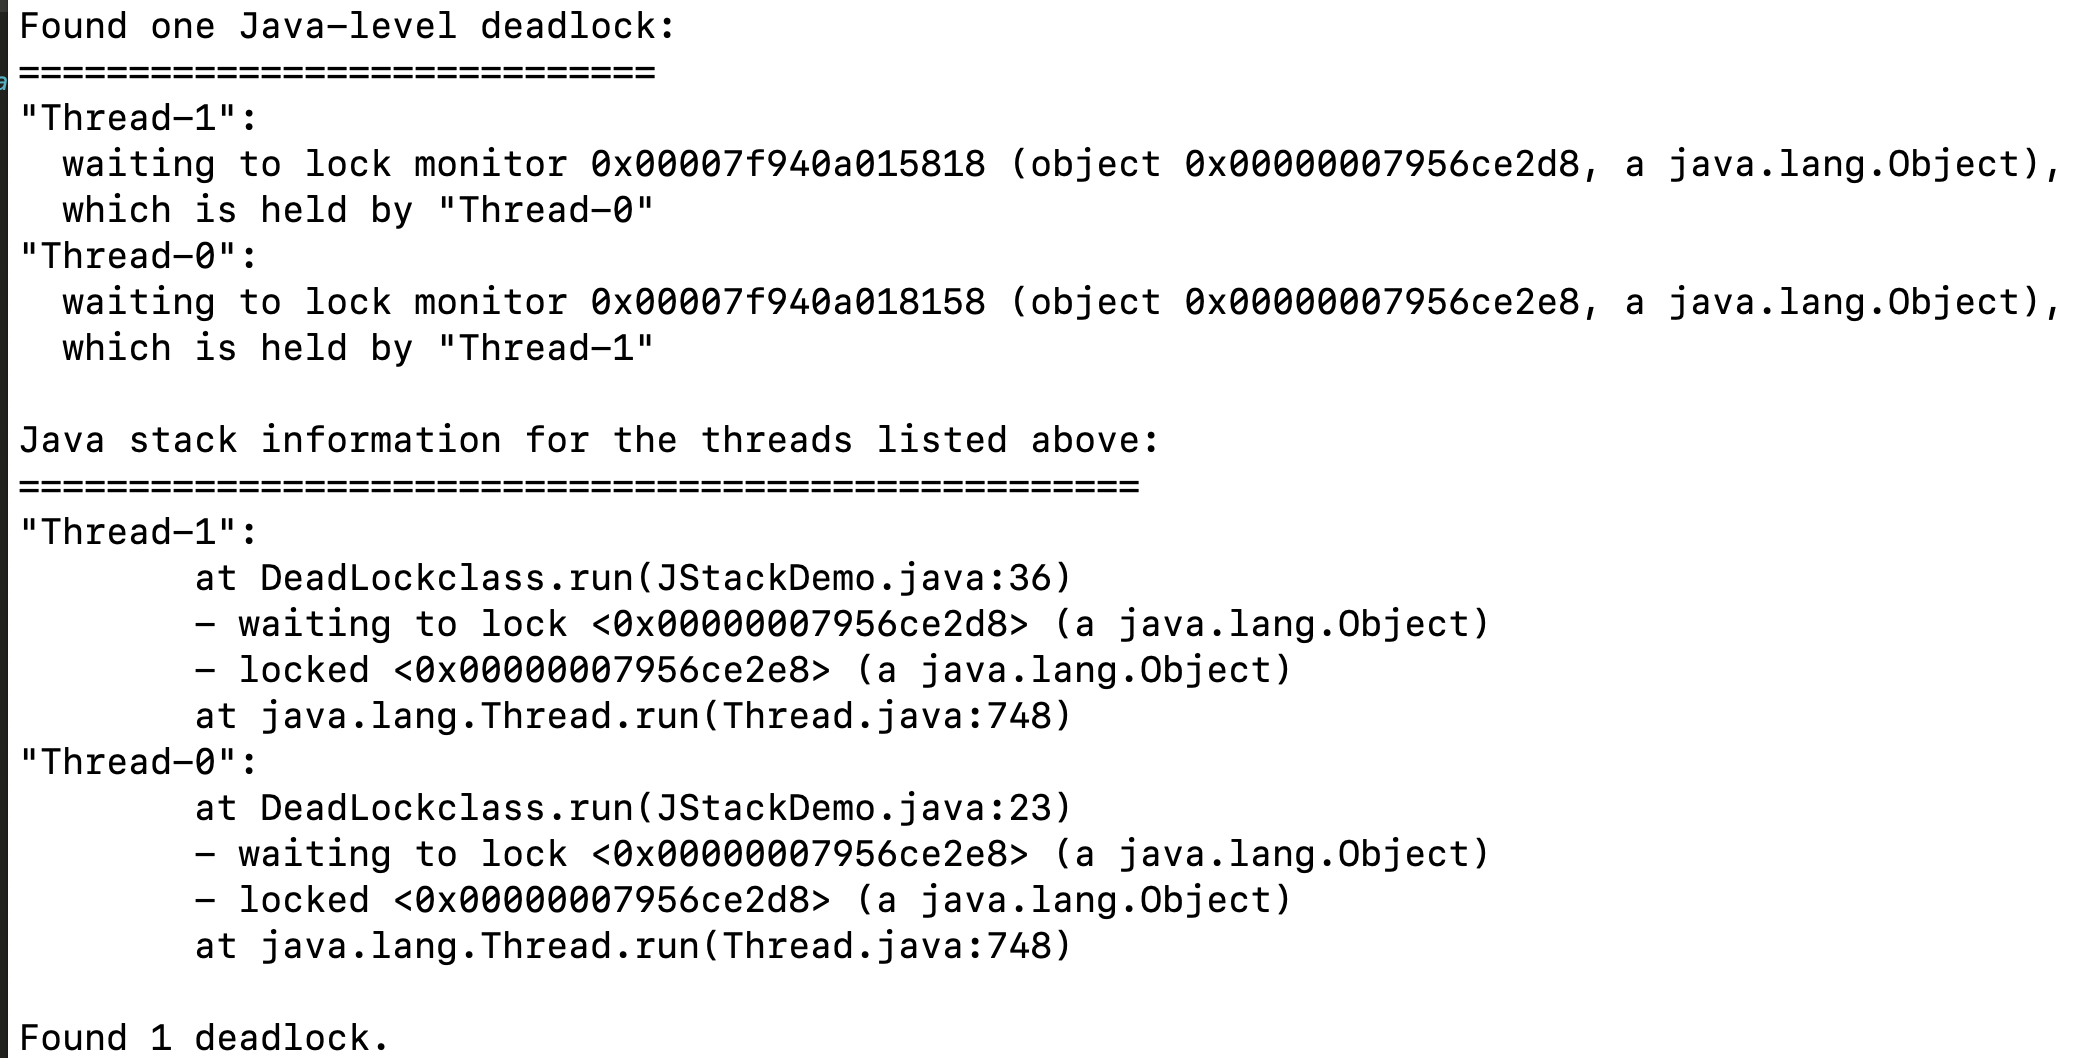 Found one Java-level deadlock:
=============================
"Thread-1":
  waiting to lock monitor 0x00007f940a015818 (object 0x00000007956ce2d8, a java.lang.Object),
  which is held by "Thread-0"
"Thread-0":
  waiting to lock monitor 0x00007f940a018158 (object 0x00000007956ce2e8, a java.lang.Object),
  which is held by "Thread-1"

Java stack information for the threads listed above:
===================================================
"Thread-1":
        at DeadLockclass.run(JStackDemo.java:36)
        - waiting to lock <0x00000007956ce2d8> (a java.lang.Object)
        - locked <0x00000007956ce2e8> (a java.lang.Object)
        at java.lang.Thread.run(Thread.java:748)
"Thread-0":
        at DeadLockclass.run(JStackDemo.java:23)
        - waiting to lock <0x00000007956ce2e8> (a java.lang.Object)
        - locked <0x00000007956ce2d8> (a java.lang.Object)
        at java.lang.Thread.run(Thread.java:748)

Found 1 deadlock.